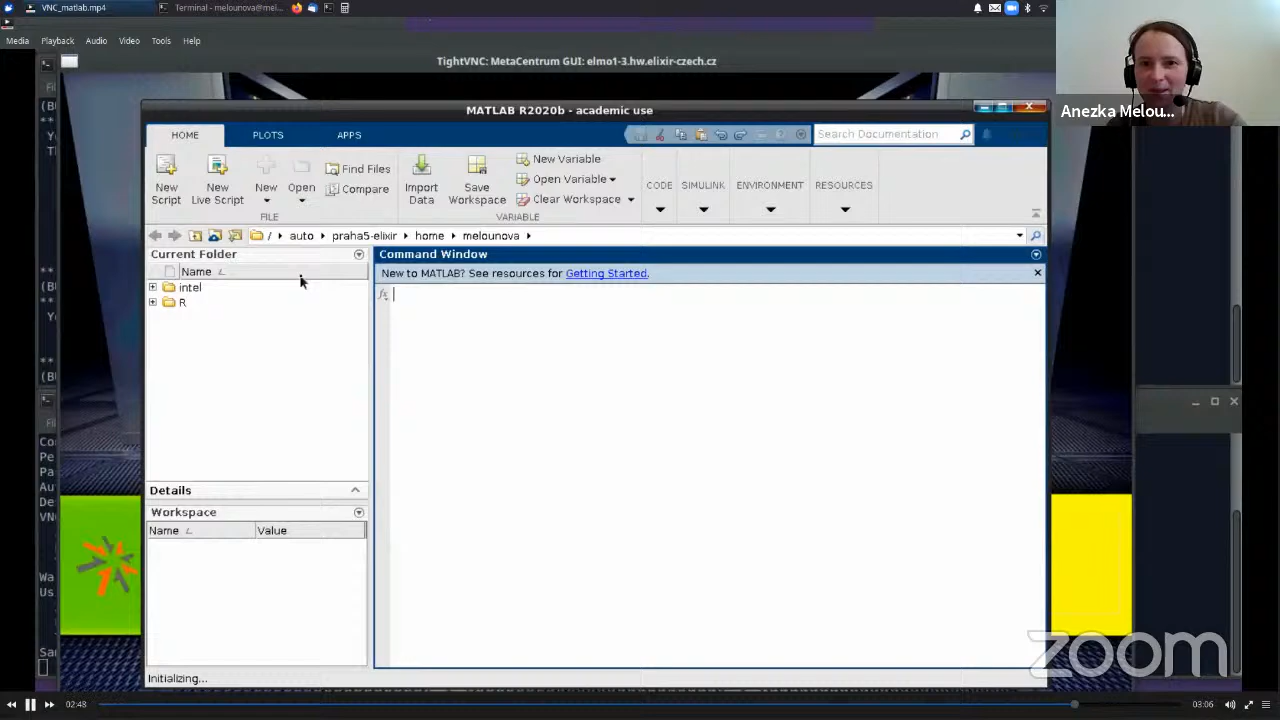 VNC_matlab.mp4 Terminal - melounova@mei...
Media Playback Audio Video Tools Help
TightVNC: MetaCentrum GUI: elmo1-3.hw.elixir-czech.cz
Anezka Melou...
MATLAB R2020b - academic use
HOME PLOTS APPS Search Documentation
New Script
New Live Script
New
Open
Find Files
Compare
FILE
Import Data
Save Workspace
New Variable
Open Variable
Clear Workspace
VARIABLE
CODE
SIMULINK
ENVIRONMENT
RESOURCES
/ auto praha5-elixir home melounova
Current Folder
Name
intel
R
Details
Workspace
Name Value
Command Window
New to MATLAB? See resources for Getting Started.
fx
Initializing...
zoom
02:48 03:06